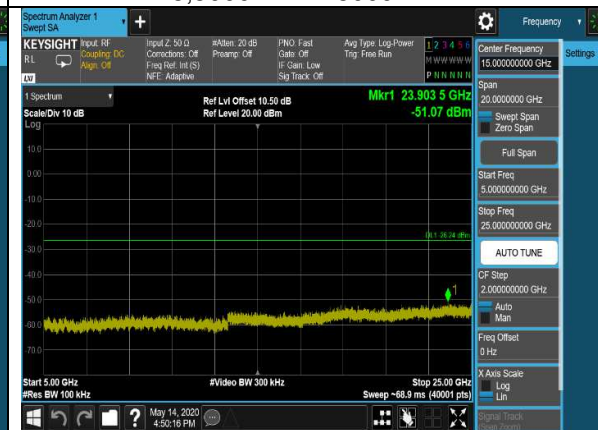 Spectrum Analyzer 1
Swept SA
+
Frequency
KEYSIGHT
RL
LXI
Input: RF
Coupling: DC
Align: Off
Input Z: 50 Ω
Corrections: Off
Freq Ref: Int (S)
NFE: Adaptive
#Atten: 20 dB
Preamp: Off
PNO: Fast
Gate: Off
IF Gain: Low
Sig Track: Off
Avg Type: Log-Power
Trig: Free Run
1 2 3 4 5 6
M W W W W W
P N N N N N
Center Frequency
15.000000000 GHz
Settings
1 Spectrum
Scale/Div 10 dB
Log
Ref Lvl Offset 10.50 dB
Ref Level 20.00 dBm
Mkr1 23.903 5 GHz
-51.07 dBm
Span
20.0000000 GHz
Swept Span
Zero Span
Full Span
Start Freq
5.000000000 GHz
Stop Freq
25.000000000 GHz
AUTO TUNE
CF Step
2.000000000 GHz
Auto
Man
Freq Offset
0 Hz
X Axis Scale
Log
Lin
Signal Track
(Span Zoom)
10.0
0.00
-10.0
-20.0
DL1 -26.24 dBm
-30.0
-40.0
-50.0
1
-60.0
-70.0
Start 5.00 GHz
#Res BW 100 kHz
#Video BW 300 kHz
Stop 25.00 GHz
Sweep ~68.9 ms (40001 pts)
?
May 14, 2020
4:50:16 PM